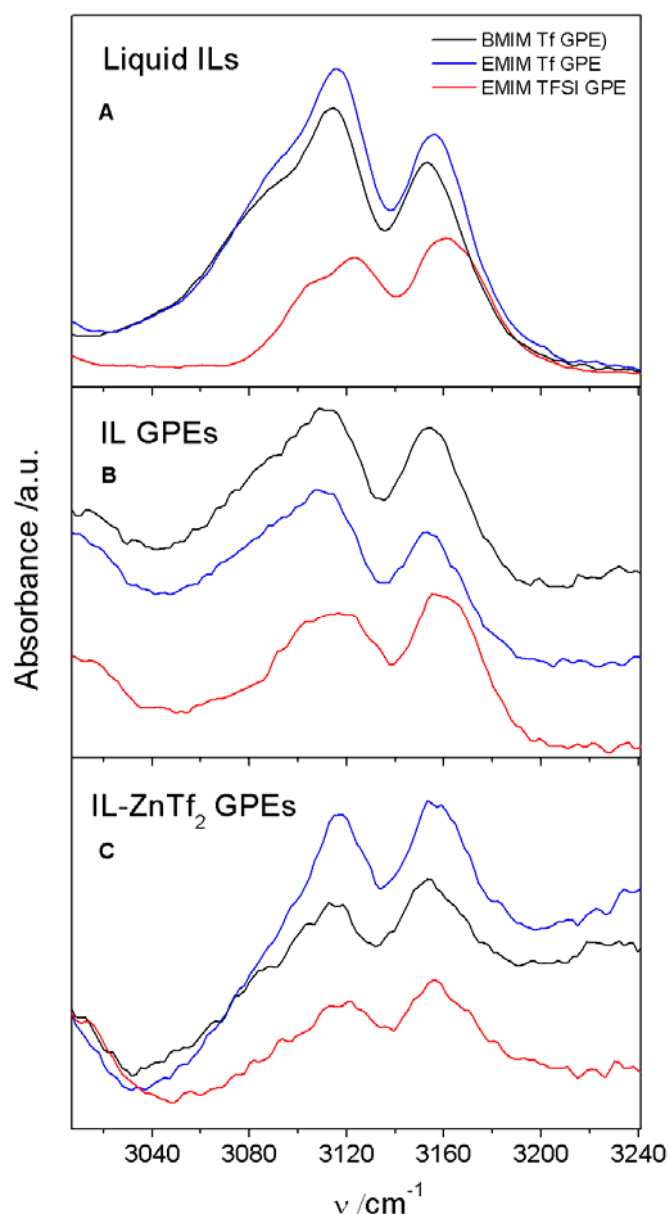 Liquid ILs
BMIM Tf GPE)
EMIM Tf GPE
EMIM TFSI GPE
A
IL GPEs
B
Absorbance /a.u.
IL-ZnTf₂ GPEs
C
3040 3080 3120 3160 3200 3240
ν /cm⁻¹